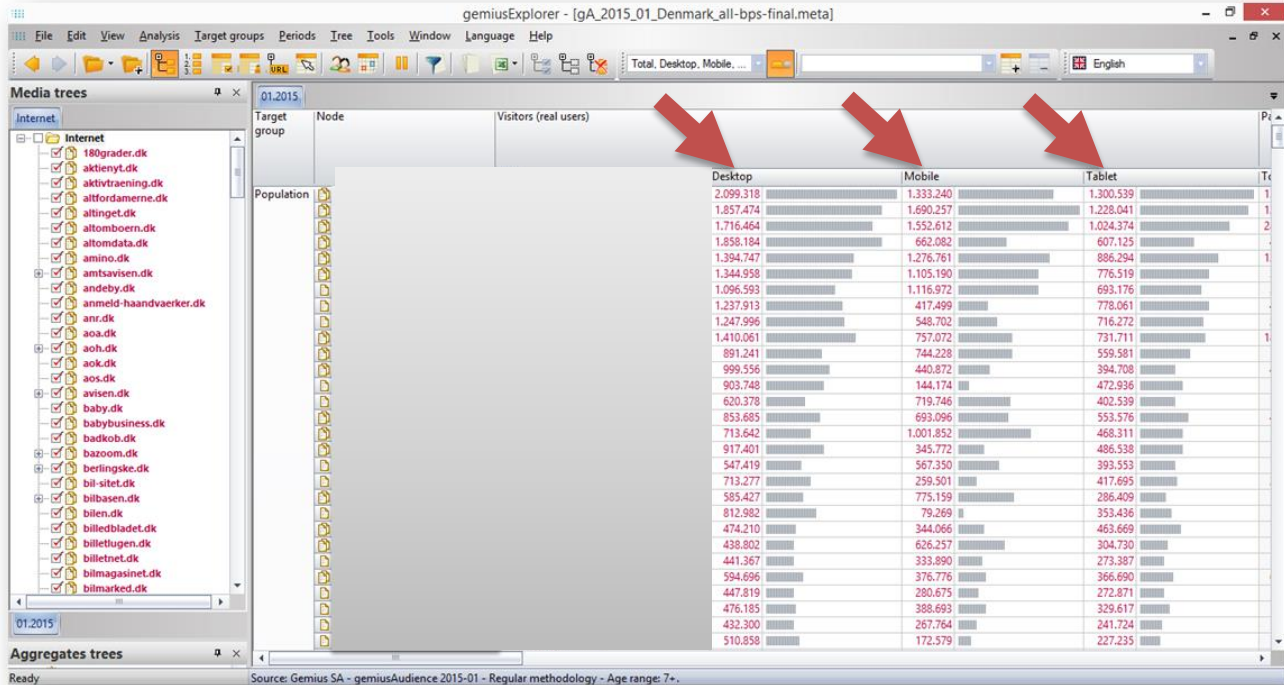 gemiusExplorer - [gA_2015_01_Denmark_all-bps-final.meta]
File Edit View Analysis Target groups Periods Tree Tools Window Language Help
URL Total, Desktop, Mobile, ... English
Media trees
Internet
Internet
180grader.dk
aktienyt.dk
aktivtraening.dk
altfordamerne.dk
altinget.dk
altomboern.dk
altomdata.dk
amino.dk
amtsavisen.dk
andeby.dk
anmeld-haandvaerker.dk
anr.dk
aoa.dk
aoh.dk
aok.dk
aos.dk
avisen.dk
baby.dk
babybusiness.dk
badkob.dk
bazoom.dk
berlingske.dk
bil-sitet.dk
bilbasen.dk
bilen.dk
billedbladet.dk
billetlugen.dk
billetnet.dk
bilmagasinet.dk
bilmarked.dk
01.2015
Aggregates trees
Ready
01.2015
Target group Node Visitors (real users)
Desktop Mobile Tablet
Population 2.099.318 1.333.240 1.300.539
1.857.474 1.690.257 1.228.041
1.716.464 1.552.612 1.024.374
1.858.184 662.082 607.125
1.394.747 1.276.761 886.294
1.344.958 1.105.190 776.519
1.096.593 1.116.972 693.176
1.237.913 417.499 778.061
1.247.996 548.702 716.272
1.410.061 757.072 731.711
891.241 744.228 559.581
999.556 440.872 394.708
903.748 144.174 472.936
620.378 719.746 402.539
853.685 693.096 553.576
713.642 1.001.852 468.311
917.401 345.772 486.538
547.419 567.350 393.553
713.277 259.501 417.695
585.427 775.159 286.409
812.982 79.269 353.436
474.210 344.066 463.669
438.802 626.257 304.730
441.367 333.890 273.387
594.696 376.776 366.690
447.819 280.675 272.871
476.185 388.693 329.617
432.300 267.764 241.724
510.858 172.579 227.235
Source: Gemius SA - gemiusAudience 2015-01 - Regular methodology - Age range: 7+.